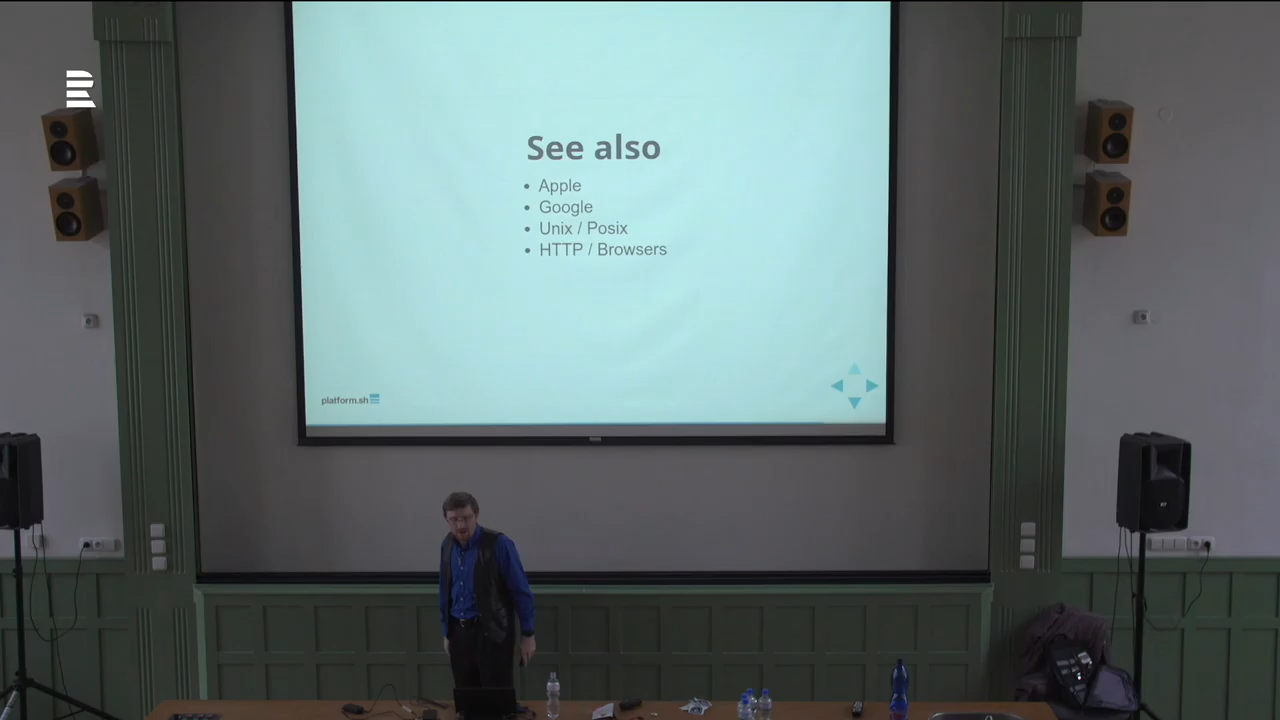 See also
• Apple
• Google
• Unix / Posix
• HTTP / Browsers
platform.sh